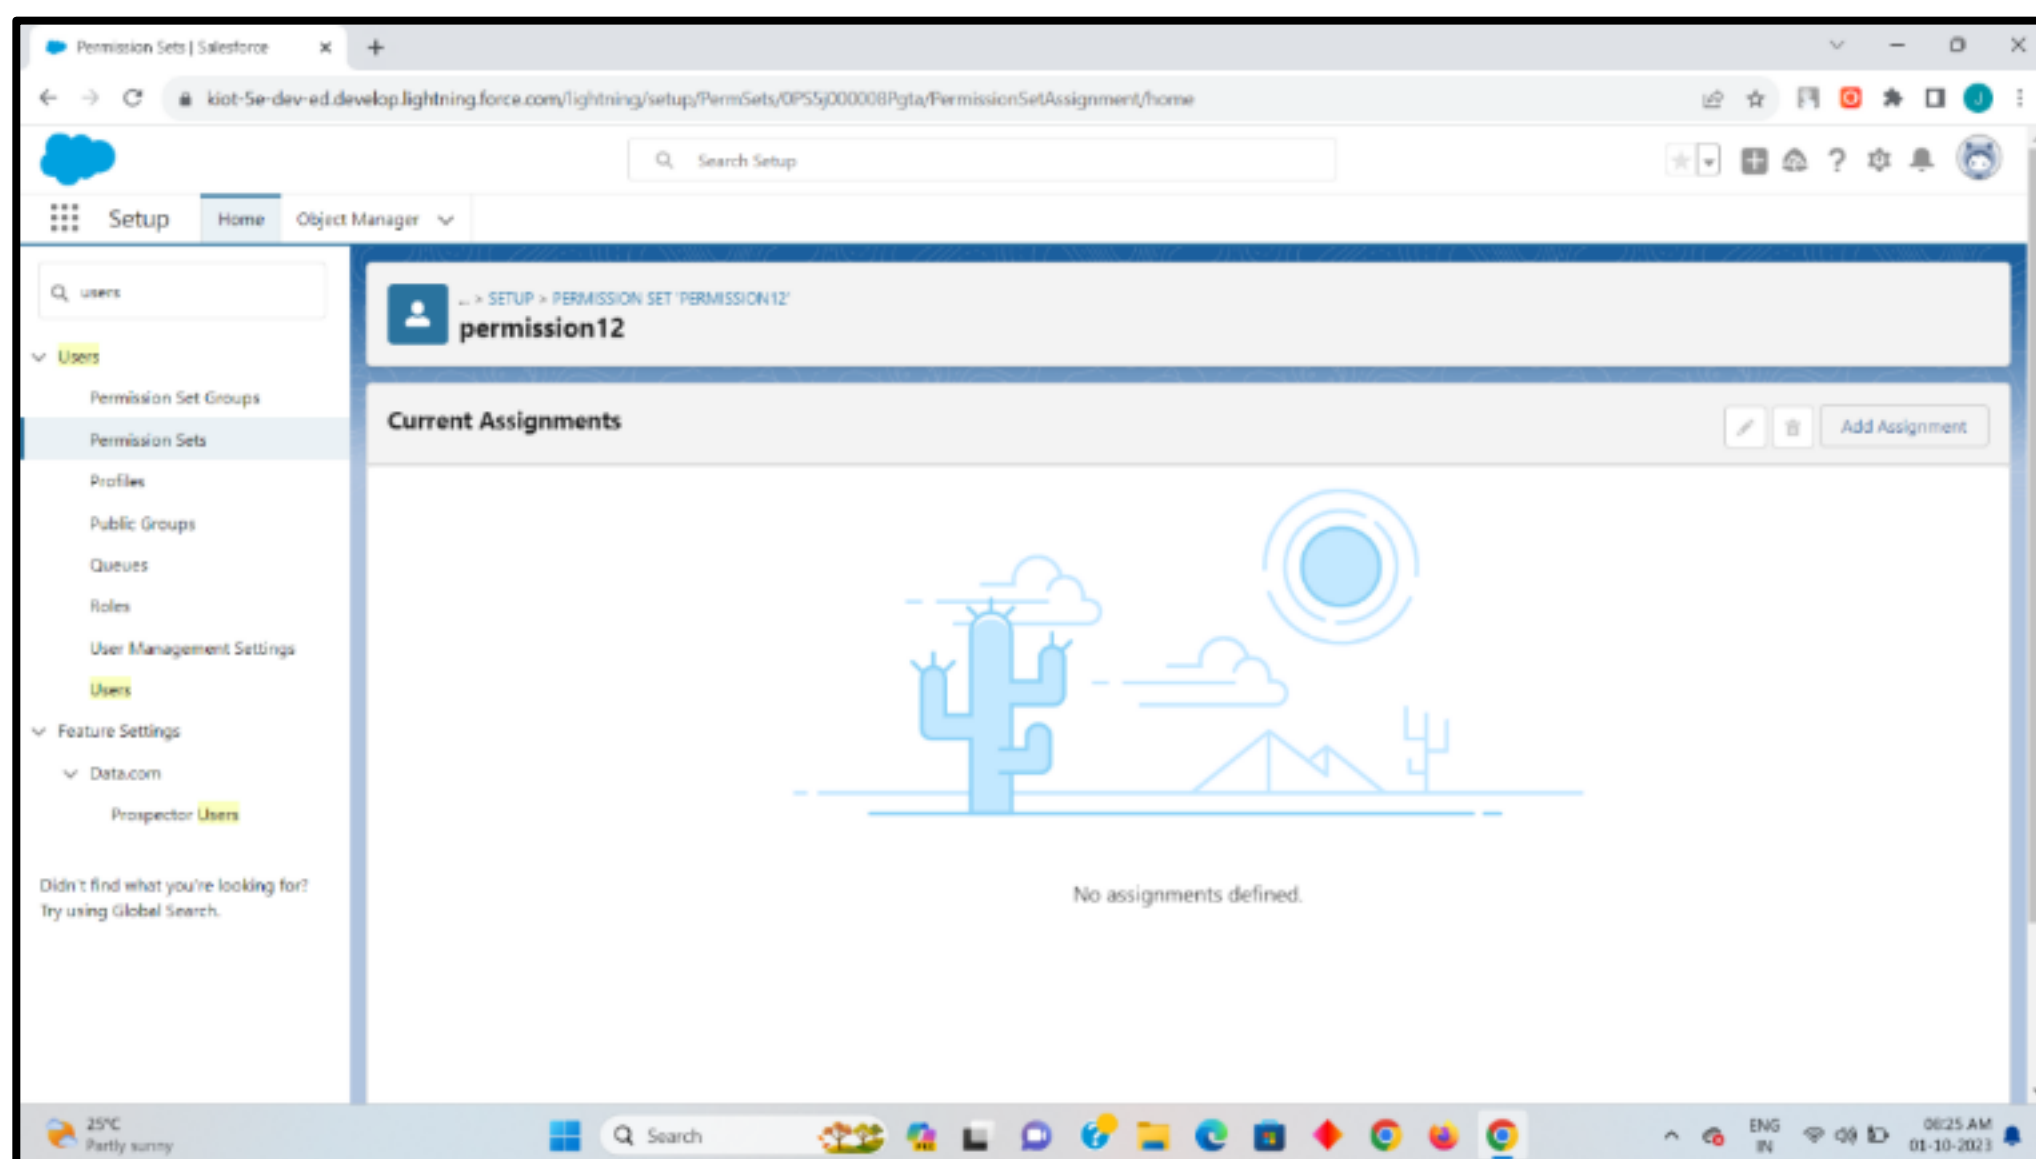 Permission Sets | Salesforce
kiot-5e-dev-ed.develop.lightning.force.com/lightning/setup/PermSets/0PS5j000008Pgta/PermissionSetAssignment/home
J
Search Setup
Setup
Home
Object Manager
users
... > SETUP > PERMISSION SET 'PERMISSION12'
permission12
Users
Permission Set Groups
Permission Sets
Profiles
Public Groups
Queues
Roles
User Management Settings
Users
Feature Settings
Data.com
Prospector Users
Didn't find what you're looking for?
Try using Global Search.
Current Assignments
Add Assignment
No assignments defined.
25°C
Partly sunny
Search
ENG
IN
08:25 AM
01-10-2023